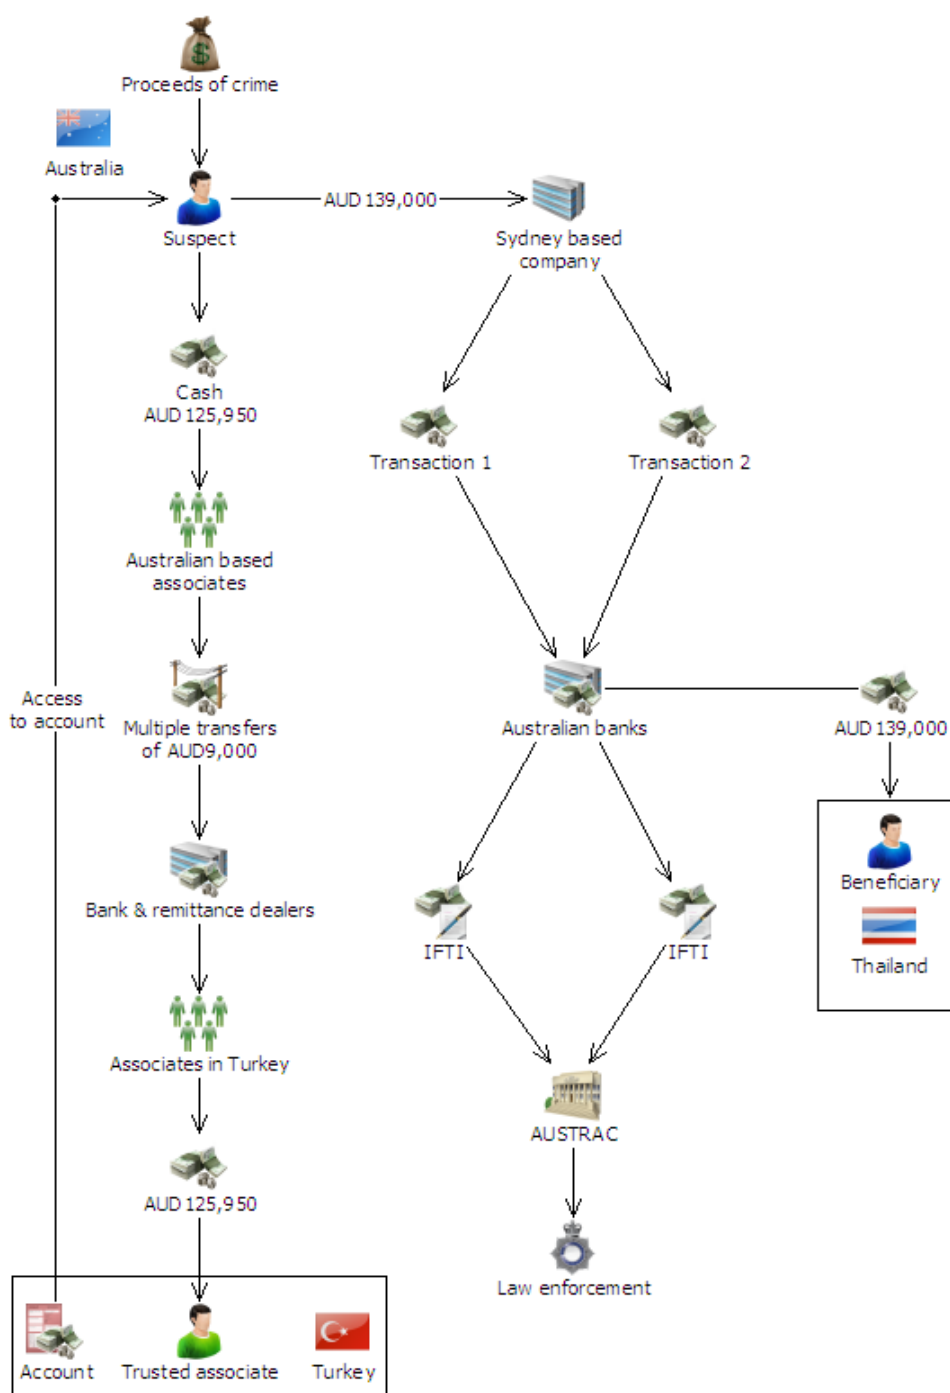 Proceeds of crime
Australia
Suspect
AUD 139,000
Sydney based
company
Cash
AUD 125,950
Transaction 1
Transaction 2
Australian based
associates
Access
to account
Multiple transfers
of AUD9,000
Australian banks
AUD 139,000
Bank & remittance dealers
Beneficiary
IFTI
IFTI
Thailand
Associates in Turkey
AUSTRAC
AUD 125,950
Law enforcement
Account
Trusted associate
Turkey